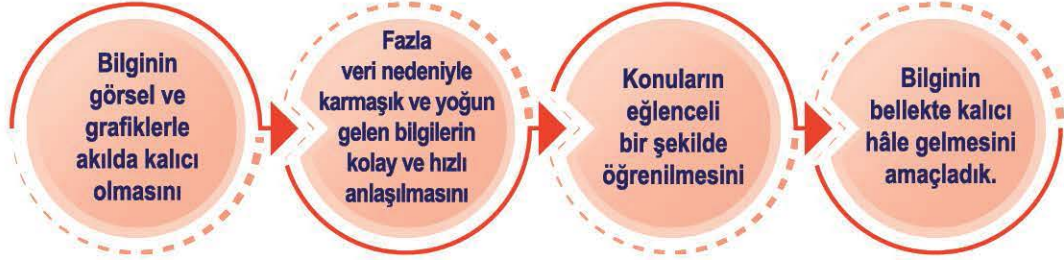 Bilginin
görsel ve
grafiklerle
akılda kalıcı
olmasını
Fazla
veri nedeniyle
karmaşık ve yoğun
gelen bilgilerin
kolay ve hızlı
anlaşılmasını
Konuların
eğlenceli
bir şekilde
öğrenilmesini
Bilginin
bellekte kalıcı
hâle gelmesini
amaçladık.